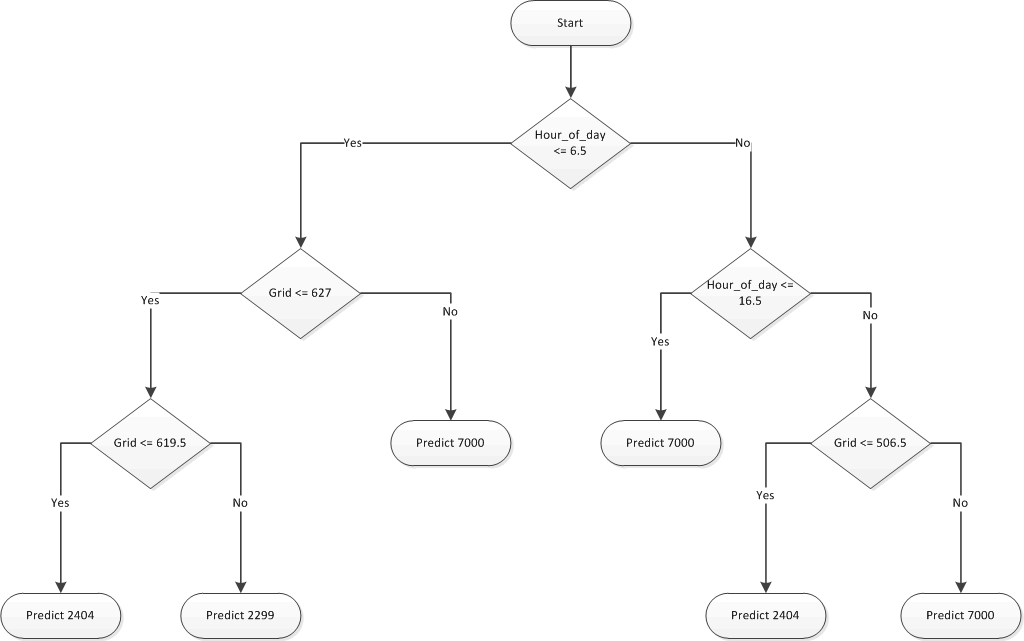 Start
Hour_of_day
<= 6.5
Yes
No
Grid <= 627
Hour_of_day <=
16.5
Yes
No
Yes
No
Grid <= 619.5
Predict 7000
Predict 7000
Grid <= 506.5
Yes
No
Yes
No
Predict 2404
Predict 2299
Predict 2404
Predict 7000